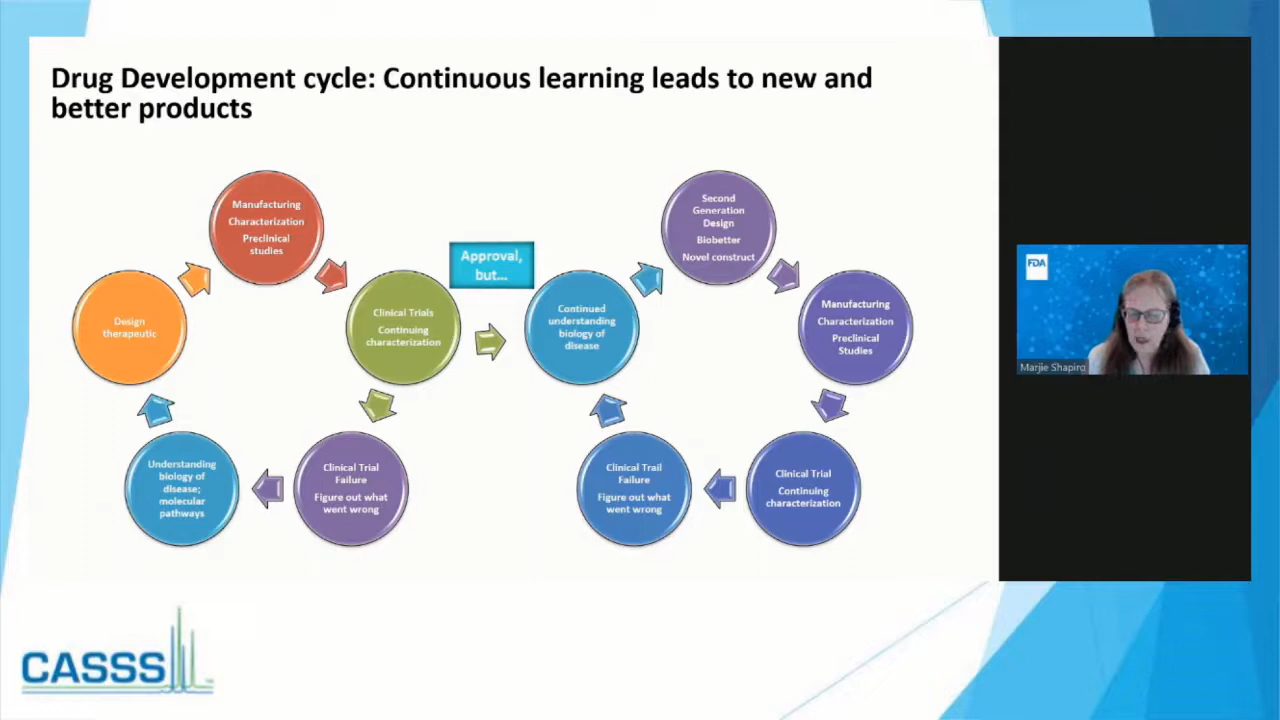 Drug Development cycle: Continuous learning leads to new and
better products
Manufacturing
Characterization
Preclinical
studies
Design
therapeutic
Clinical Trials
Continuing
characterization
Clinical Trial
Failure
Figure out what
went wrong
Understanding
biology of
disease;
molecular
pathways
Approval,
but...
Continued
understanding
biology of
disease
Second
Generation
Design
Biobetter
Novel construct
Manufacturing
Characterization
Preclinical
Studies
Clinical Trial
Continuing
characterization
Clinical Trail
Failure
Figure out what
went wrong
FDA
Marjie Shapiro
CASSS